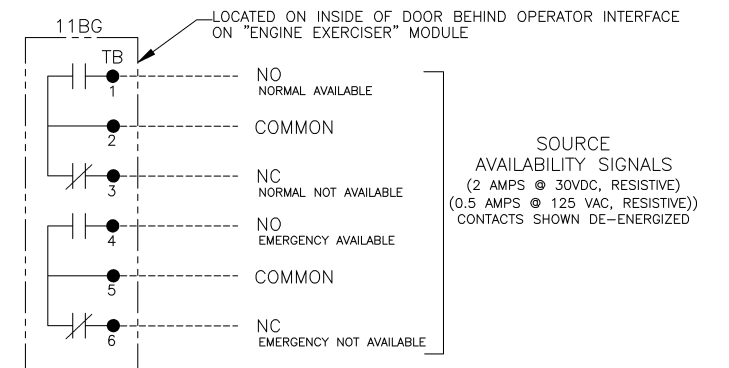 LOCATED ON INSIDE OF DOOR BEHIND OPERATOR INTERFACE
ON "ENGINE EXERCISER" MODULE
11BG
TB
1
NO
NORMAL AVAILABLE
2
COMMON
3
NC
NORMAL NOT AVAILABLE
4
NO
EMERGENCY AVAILABLE
5
COMMON
6
NC
EMERGENCY NOT AVAILABLE
SOURCE
AVAILABILITY SIGNALS
(2 AMPS @ 30VDC, RESISTIVE)
(0.5 AMPS @ 125 VAC, RESISTIVE))
CONTACTS SHOWN DE-ENERGIZED